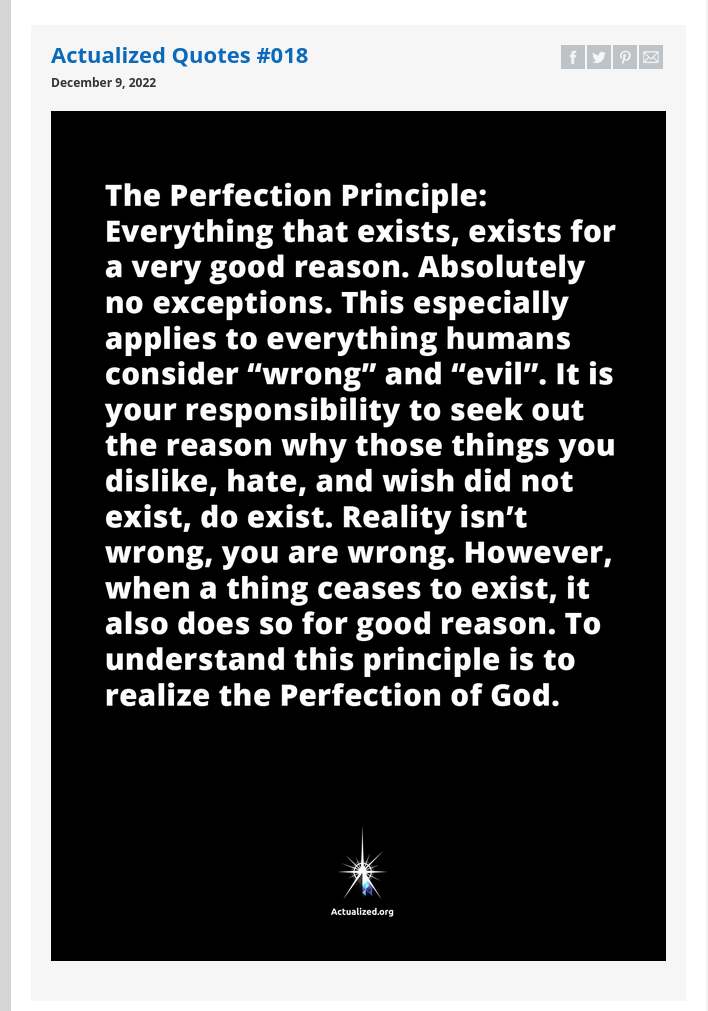 Actualized Quotes #018
December 9, 2022
The Perfection Principle:
Everything that exists, exists for
a very good reason. Absolutely
no exceptions. This especially
applies to everything humans
consider “wrong” and “evil”. It is
your responsibility to seek out
the reason why those things you
dislike, hate, and wish did not
exist, do exist. Reality isn’t
wrong, you are wrong. However,
when a thing ceases to exist, it
also does so for good reason. To
understand this principle is to
realize the Perfection of God.
Actualized.org